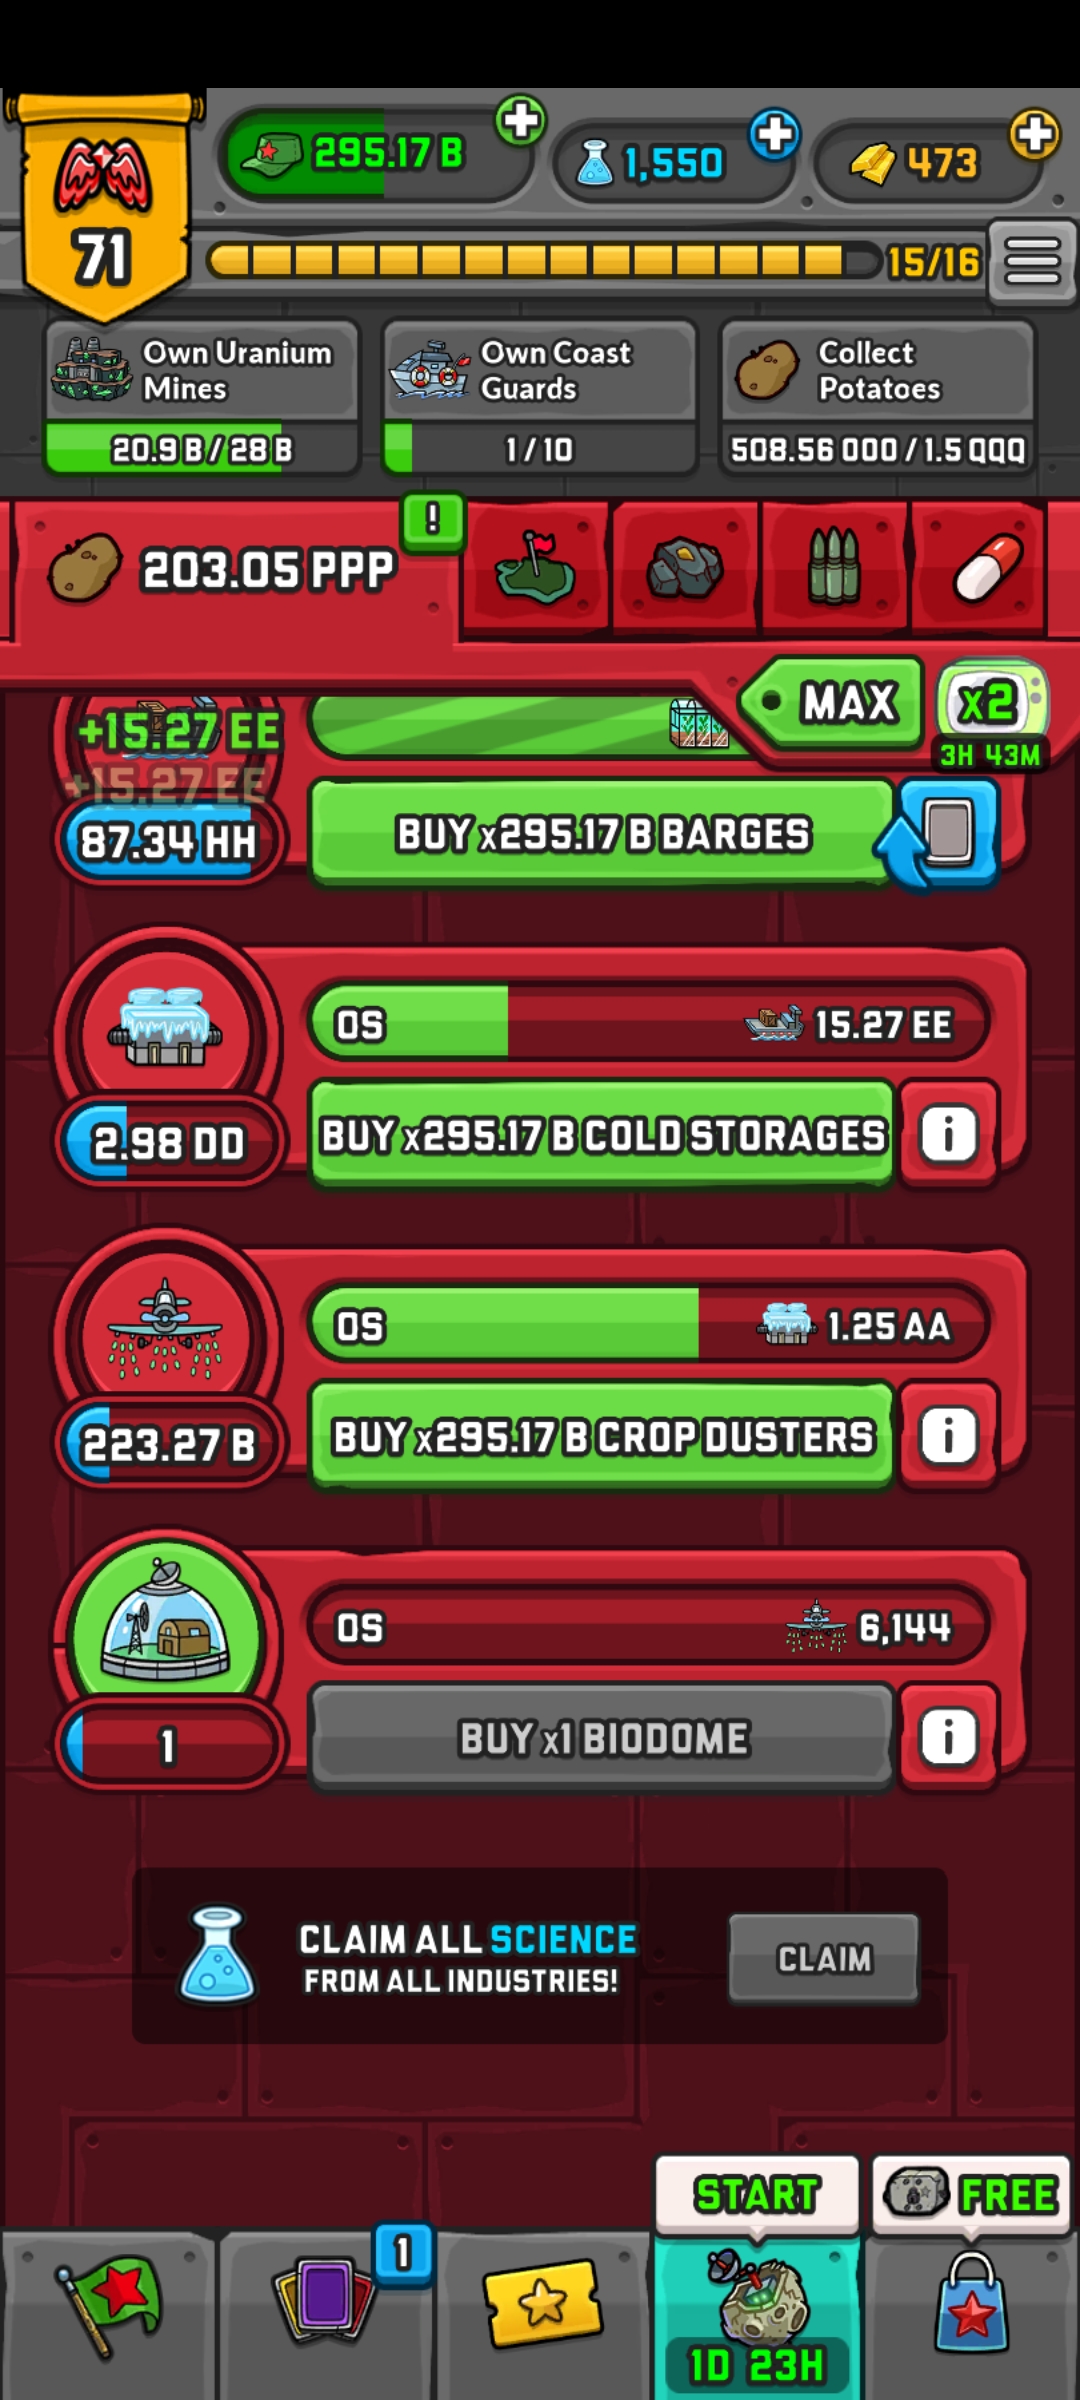 295.17 B
1,550
473
71
15/16
Own Uranium
Mines
20.9 B / 28 B
Own Coast
Guards
1 / 10
Collect
Potatoes
508.56 OOO / 1.5 QQQ
203.05 PPP
!
MAX
x2
3H 43M
+15.27 EE
+15.27 EE
87.34 HH
BUY x295.17 B BARGES
0S
15.27 EE
2.98 DD
BUY x295.17 B COLD STORAGES
i
0S
1.25 AA
223.27 B
BUY x295.17 B CROP DUSTERS
i
0S
6,144
1
BUY x1 BIODOME
i
CLAIM ALL SCIENCE
FROM ALL INDUSTRIES!
CLAIM
START
FREE
1
1D 23H